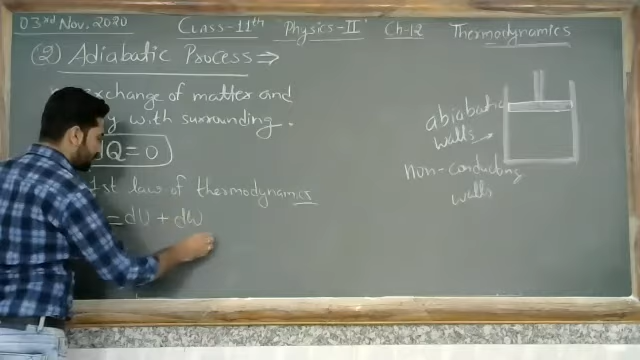 03rd Nov. 2020 Class-11th "Physics-II" Ch-12 Thermodynamics
(2) Adiabatic Process ⇒
exchange of matter and
with surrounding.
dQ = 0
1st law of thermodynamics
= dU + dW
abiabatic
walls →
non-conducting
walls